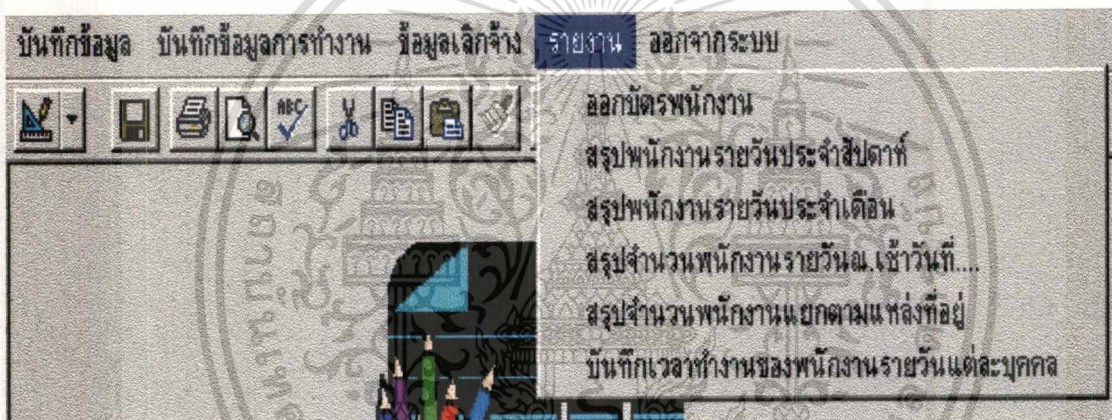 บันทึกข้อมูล บันทึกข้อมูลการทำงาน ข้อมูลเลิกจ้าง รายงาน ออกจากระบบ
ABC
ออกบัตรพนักงาน
สรุปพนักงานรายวันประจำสัปดาห์
สรุปพนักงานรายวันประจำเดือน
สรุปจำนวนพนักงานรายวันณ.เช้าวันที่....
สรุปจำนวนพนักงานแยกตามแหล่งที่อยู่
บันทึกเวลาทำงานของพนักงานรายวันแต่ละบุคคล